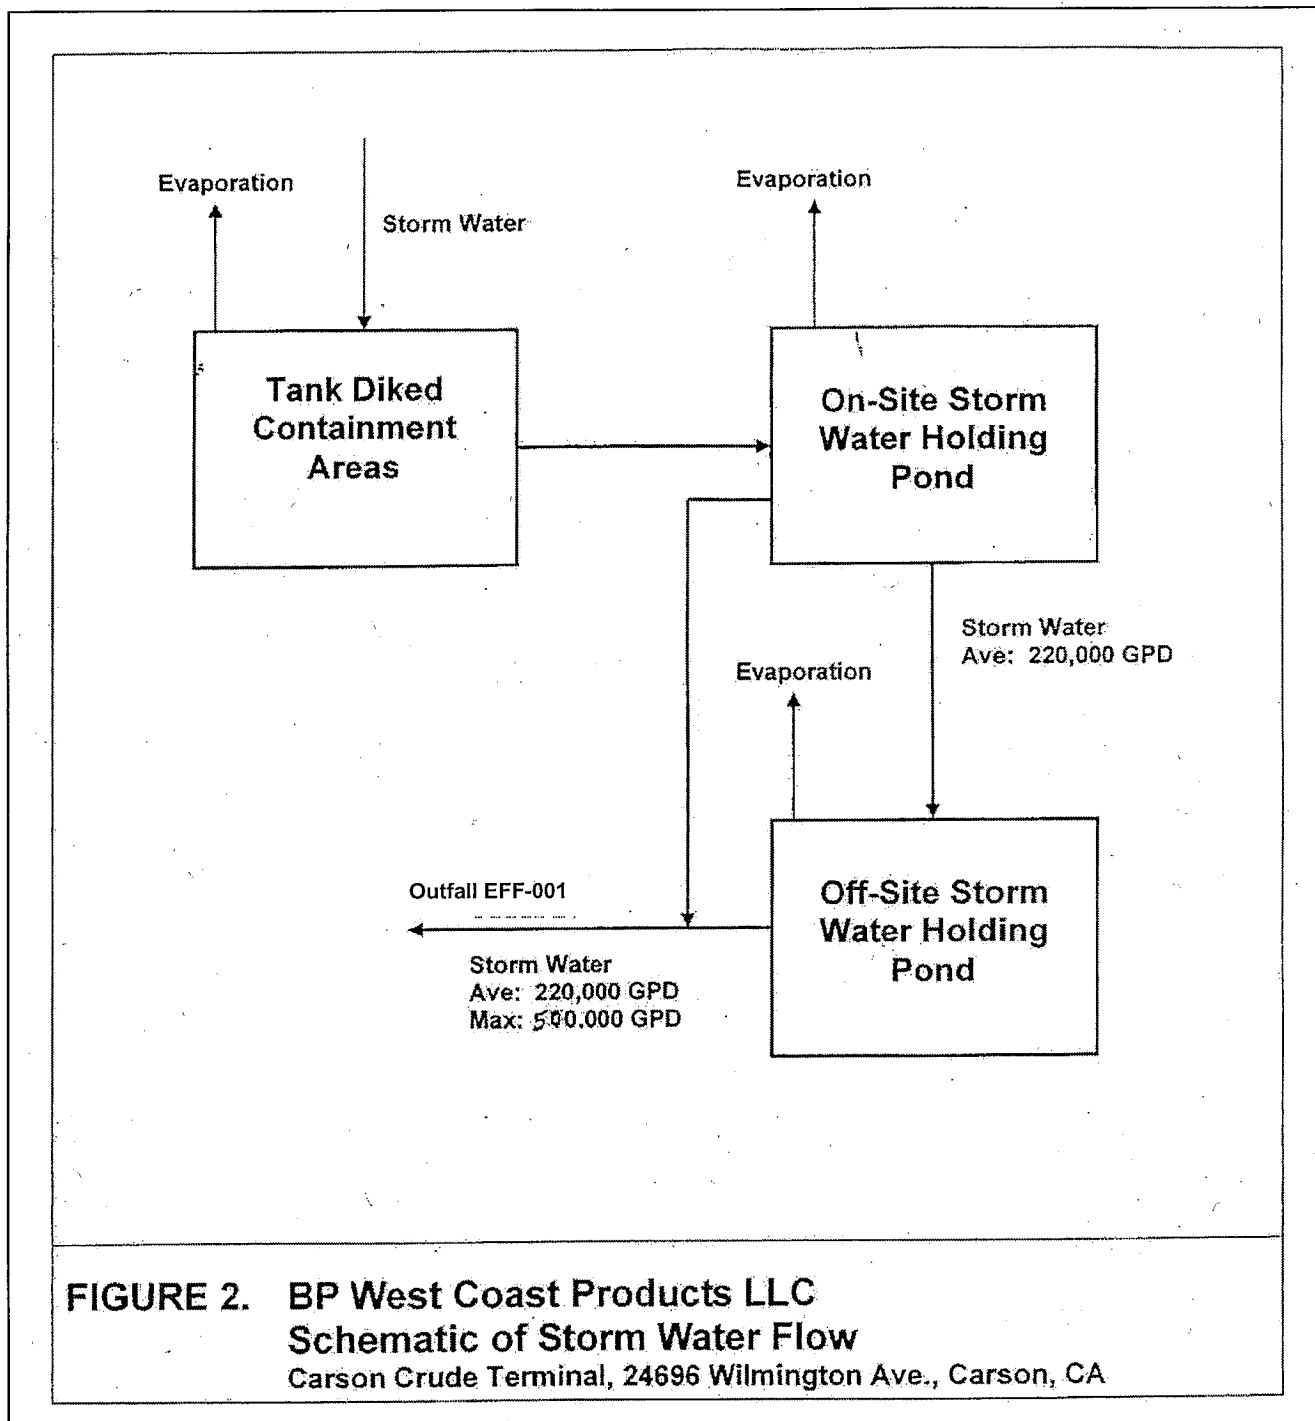 Evaporation
Storm Water
Evaporation
Tank Diked
Containment
Areas
On-Site Storm
Water Holding
Pond
Storm Water
Ave: 220,000 GPD
Evaporation
Outfall EFF-001
Off-Site Storm
Water Holding
Pond
Storm Water
Ave: 220,000 GPD
Max: 500.000 GPD
FIGURE 2. BP West Coast Products LLC
Schematic of Storm Water Flow
Carson Crude Terminal, 24696 Wilmington Ave., Carson, CA